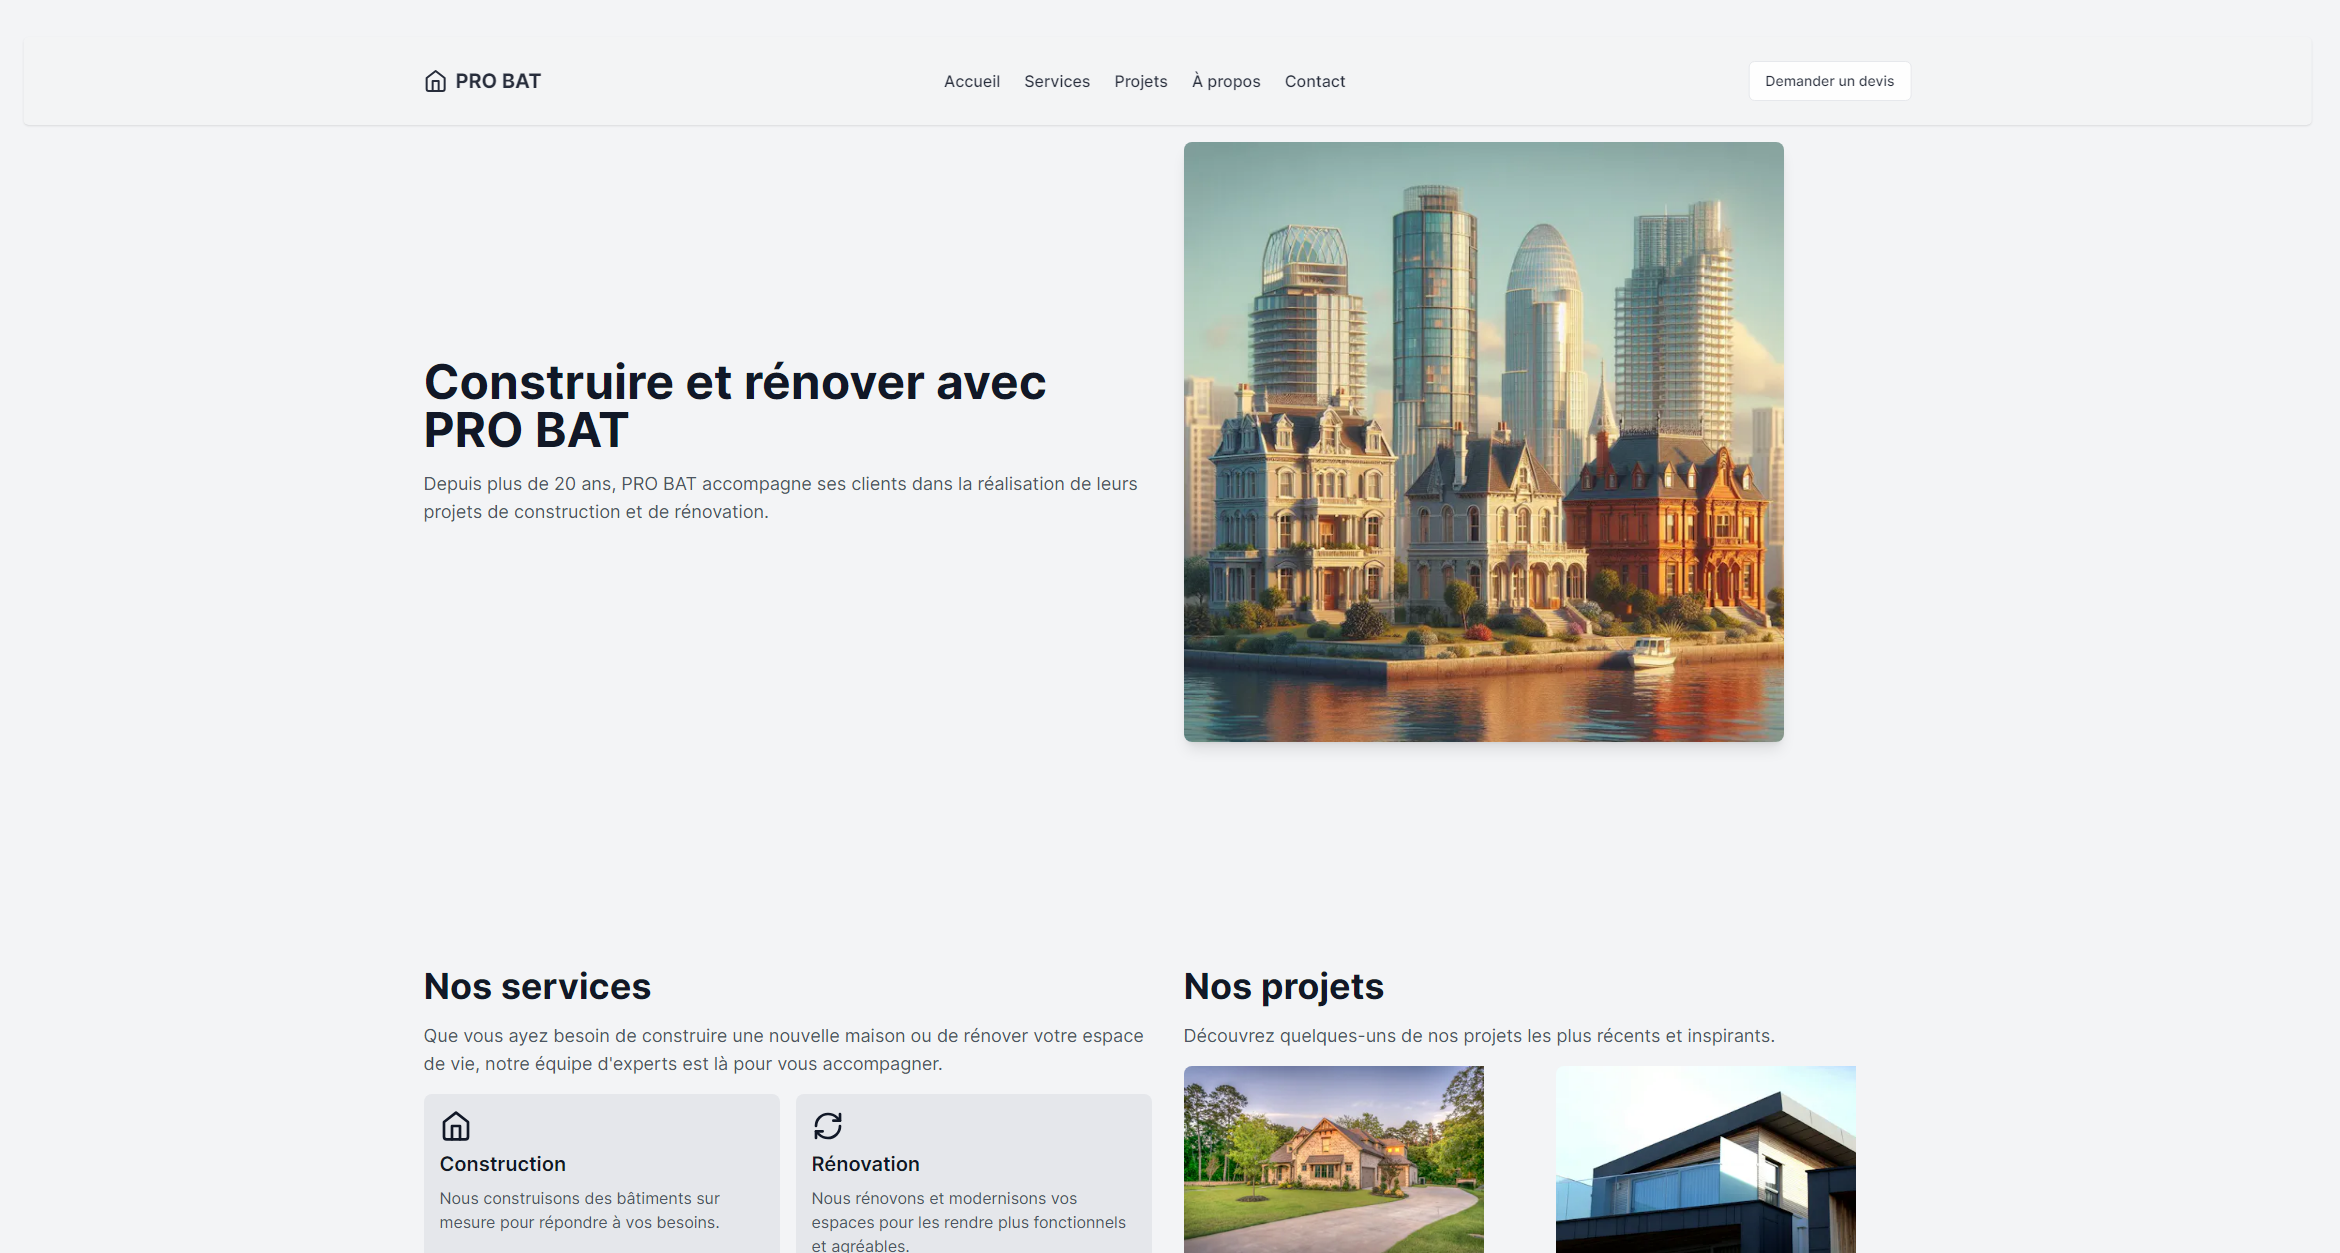 PRO BAT
Accueil
Services
Projets
À propos
Contact
Demander un devis
Construire et rénover avec
PRO BAT
Depuis plus de 20 ans, PRO BAT accompagne ses clients dans la réalisation de leurs
projets de construction et de rénovation.
Nos services
Que vous ayez besoin de construire une nouvelle maison ou de rénover votre espace
de vie, notre équipe d'experts est là pour vous accompagner.
Construction
Nous construisons des bâtiments sur
mesure pour répondre à vos besoins.
Rénovation
Nous rénovons et modernisons vos
espaces pour les rendre plus fonctionnels
et agréables.
Nos projets
Découvrez quelques-uns de nos projets les plus récents et inspirants.